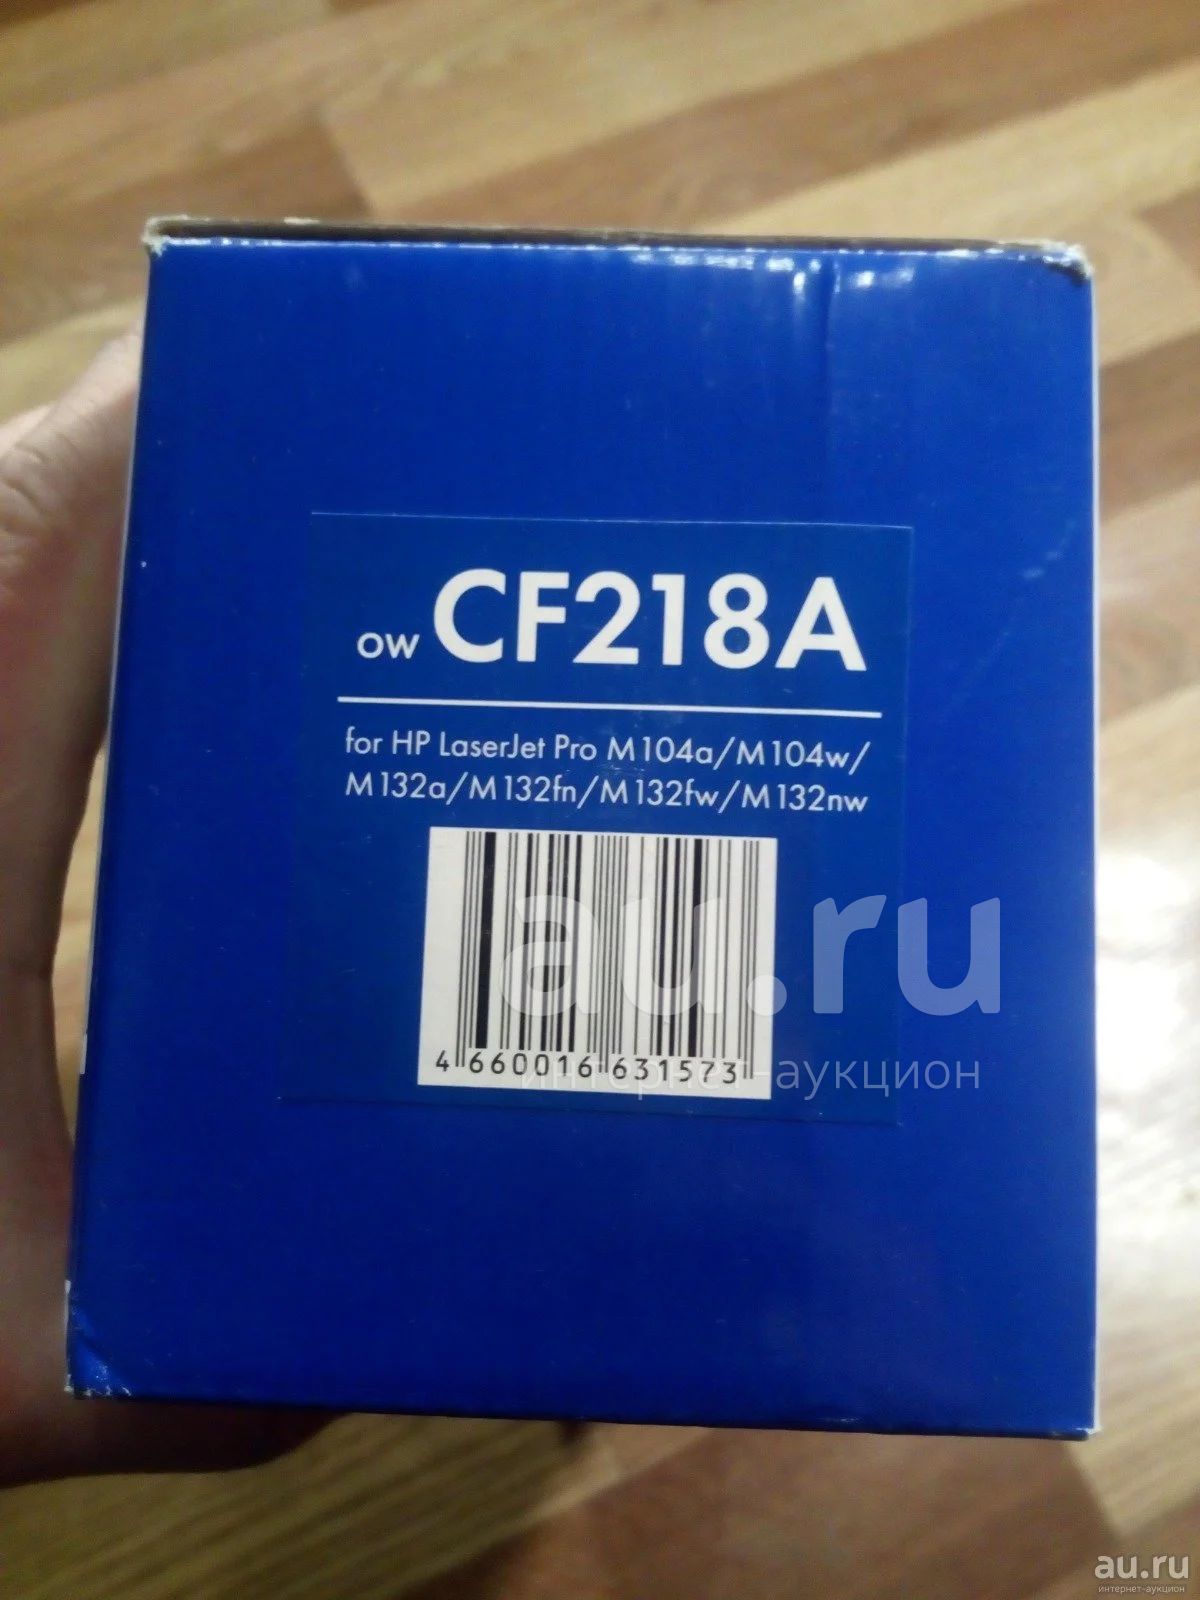 ow CF218A
for HP LaserJet Pro M104a/M104w/
M132a/M132fn/M132fw/M132nw
au.ru
4 660016 631573
интернет-аукцион
au.ru
интернет-аукцион